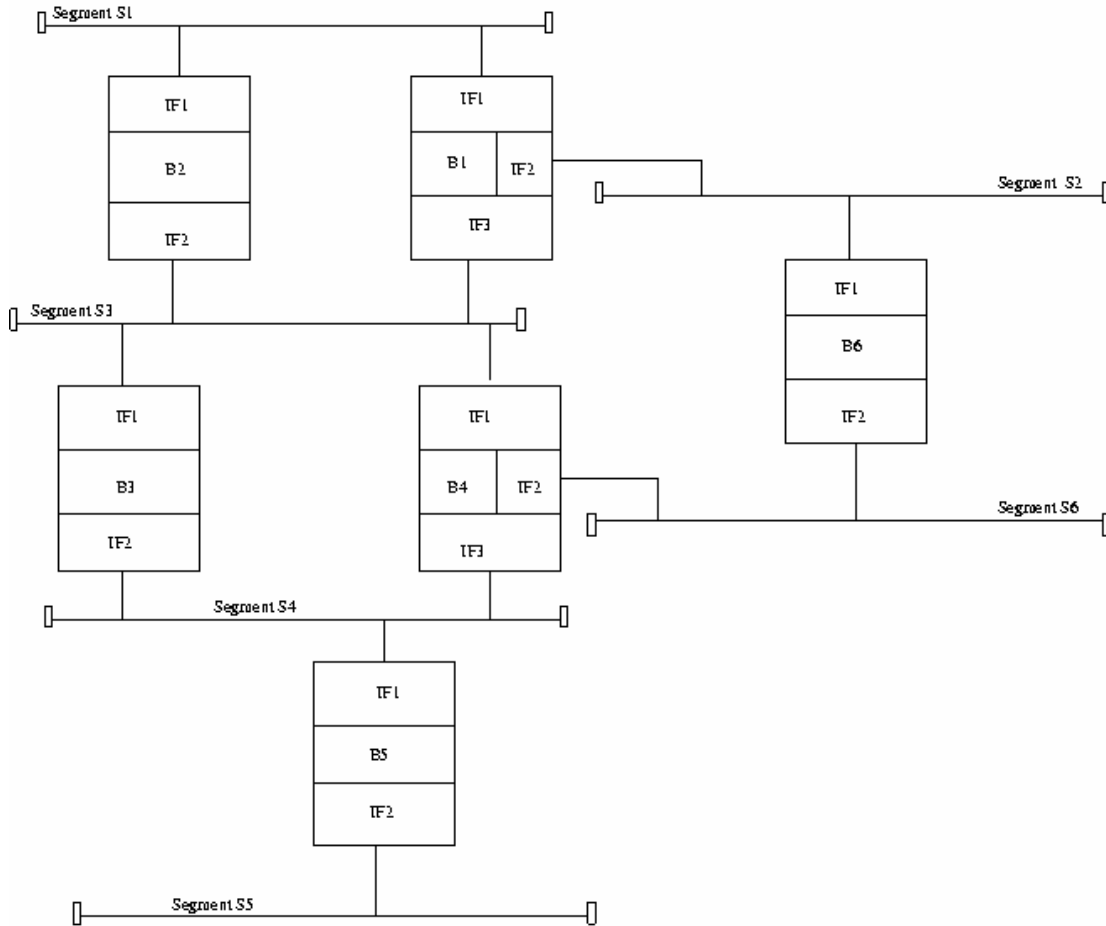 Segment S1
IF1
IF1
B2
B1
IF2
Segment S2
IF2
IF3
IF1
Segment S3
B6
IF1
IF1
IF2
B3
B4
IF2
Segment S6
IF2
IF3
Segment S4
IF1
B5
IF2
Segment S5